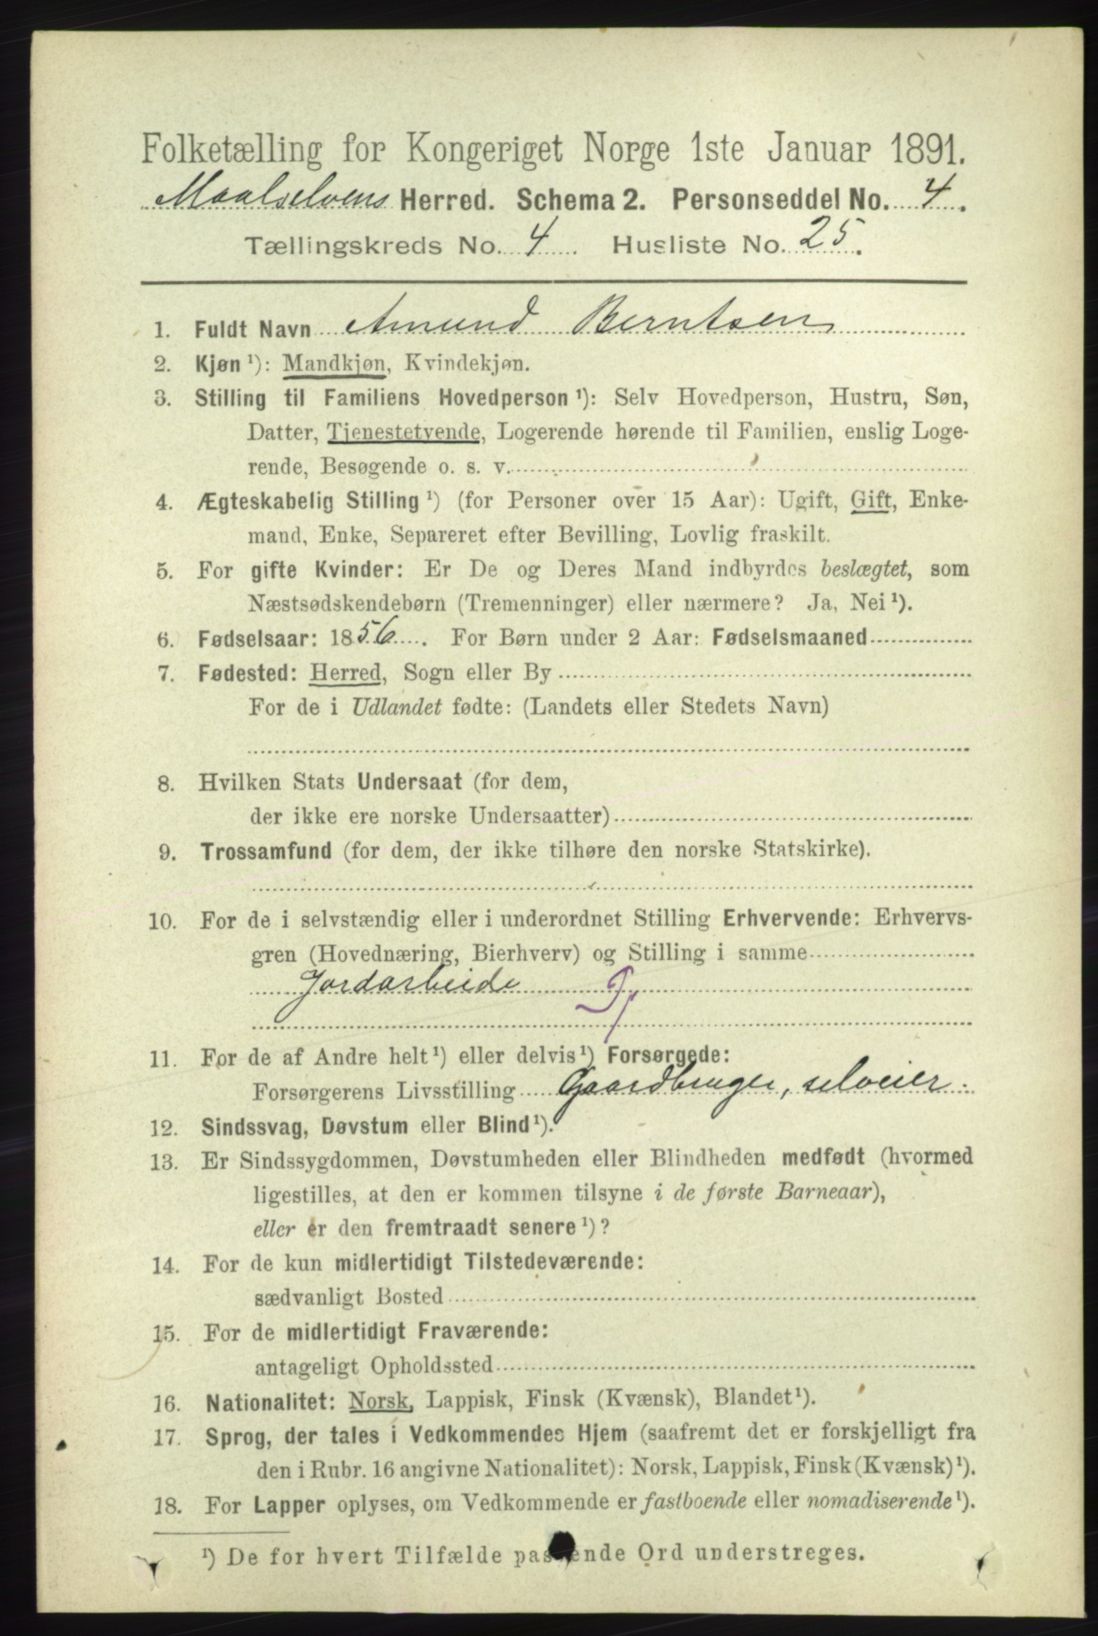 Folketælling for Kongeriget Norge 1ste Januar 1891.
Maalselvens Herred. Schema 2. Personseddel No. 4.
Tællingskreds No. 4. Husliste No. 25.
1. Fuldt Navn Amund Berntsen
2. Kjøn ¹): Mandkjøn, Kvindekjøn.
3. Stilling til Familiens Hovedperson ¹): Selv Hovedperson, Hustru, Søn,
Datter, Tjenestetyende, Logerende hørende til Familien, enslig Loge-
rende, Besøgende o. s. v.
4. Ægteskabelig Stilling ¹) (for Personer over 15 Aar): Ugift, Gift, Enke-
mand, Enke, Separeret efter Bevilling, Lovlig fraskilt.
5. For gifte Kvinder: Er De og Deres Mand indbyrdes beslægtet, som
Næstsødskendebørn (Tremenninger) eller nærmere? Ja, Nei ¹).
6. Fødselsaar: 1856. For Børn under 2 Aar: Fødselsmaaned
7. Fødested: Herred, Sogn eller By
For de i Udlandet fødte: (Landets eller Stedets Navn)
8. Hvilken Stats Undersaat (for dem,
der ikke ere norske Undersaatter)
9. Trossamfund (for dem, der ikke tilhøre den norske Statskirke).
10. For de i selvstændig eller i underordnet Stilling Erhvervende: Erhvervs-
gren (Hovednæring, Bierhverv) og Stilling i samme
Jordarbeide
11. For de af Andre helt ¹) eller delvis ¹) Forsørgede:
Forsørgerens Livsstilling Gaardbruger, selveier.
12. Sindssvag, Døvstum eller Blind ¹).
13. Er Sindssygdommen, Døvstumheden eller Blindheden medfødt (hvormed
ligestilles, at den er kommen tilsyne i de første Barneaar),
eller er den fremtraadt senere ¹)?
14. For de kun midlertidigt Tilstedeværende:
sædvanligt Bosted
15. For de midlertidigt Fraværende:
antageligt Opholdssted
16. Nationalitet: Norsk, Lappisk, Finsk (Kvænsk), Blandet ¹).
17. Sprog, der tales i Vedkommendes Hjem (saafremt det er forskjelligt fra
den i Rubr. 16 angivne Nationalitet): Norsk, Lappisk, Finsk (Kvænsk) ¹).
18. For Lapper oplyses, om Vedkommende er fastboende eller nomadiserende ¹).
¹) De for hvert Tilfælde passende Ord understreges.